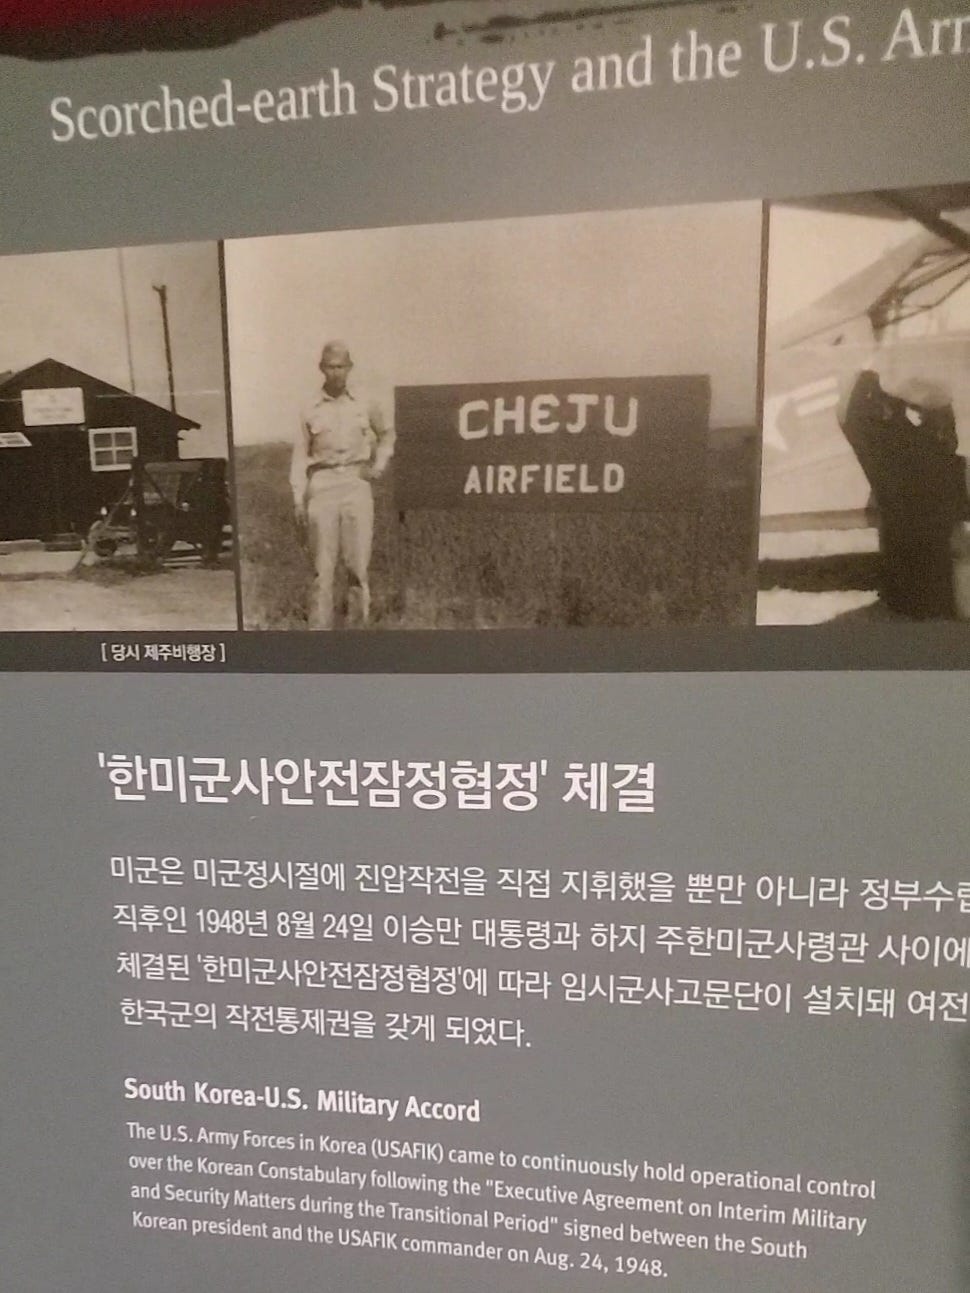 Scorched-earth Strategy and the U.S.
CHEJU
AIRFIELD
[ 당시 제주비행장 ]
'한미군사안전잠정협정' 체결
미군은 미군정시절에 진압작전을 직접 지휘했을 뿐만 아니라 정부수립
직후인 1948년 8월 24일 이승만 대통령과 하지 주한미군사령관 사이에
체결된 '한미군사안전잠정협정'에 따라 임시군사고문단이 설치돼 여전
한국군의 작전통제권을 갖게 되었다.
South Korea-U.S. Military Accord
The U.S. Army Forces in Korea (USAFIK) came to continuously hold operational control
over the Korean Constabulary following the "Executive Agreement on Interim Military
and Security Matters during the Transitional Period" signed between the South
Korean president and the USAFIK commander on Aug. 24, 1948.